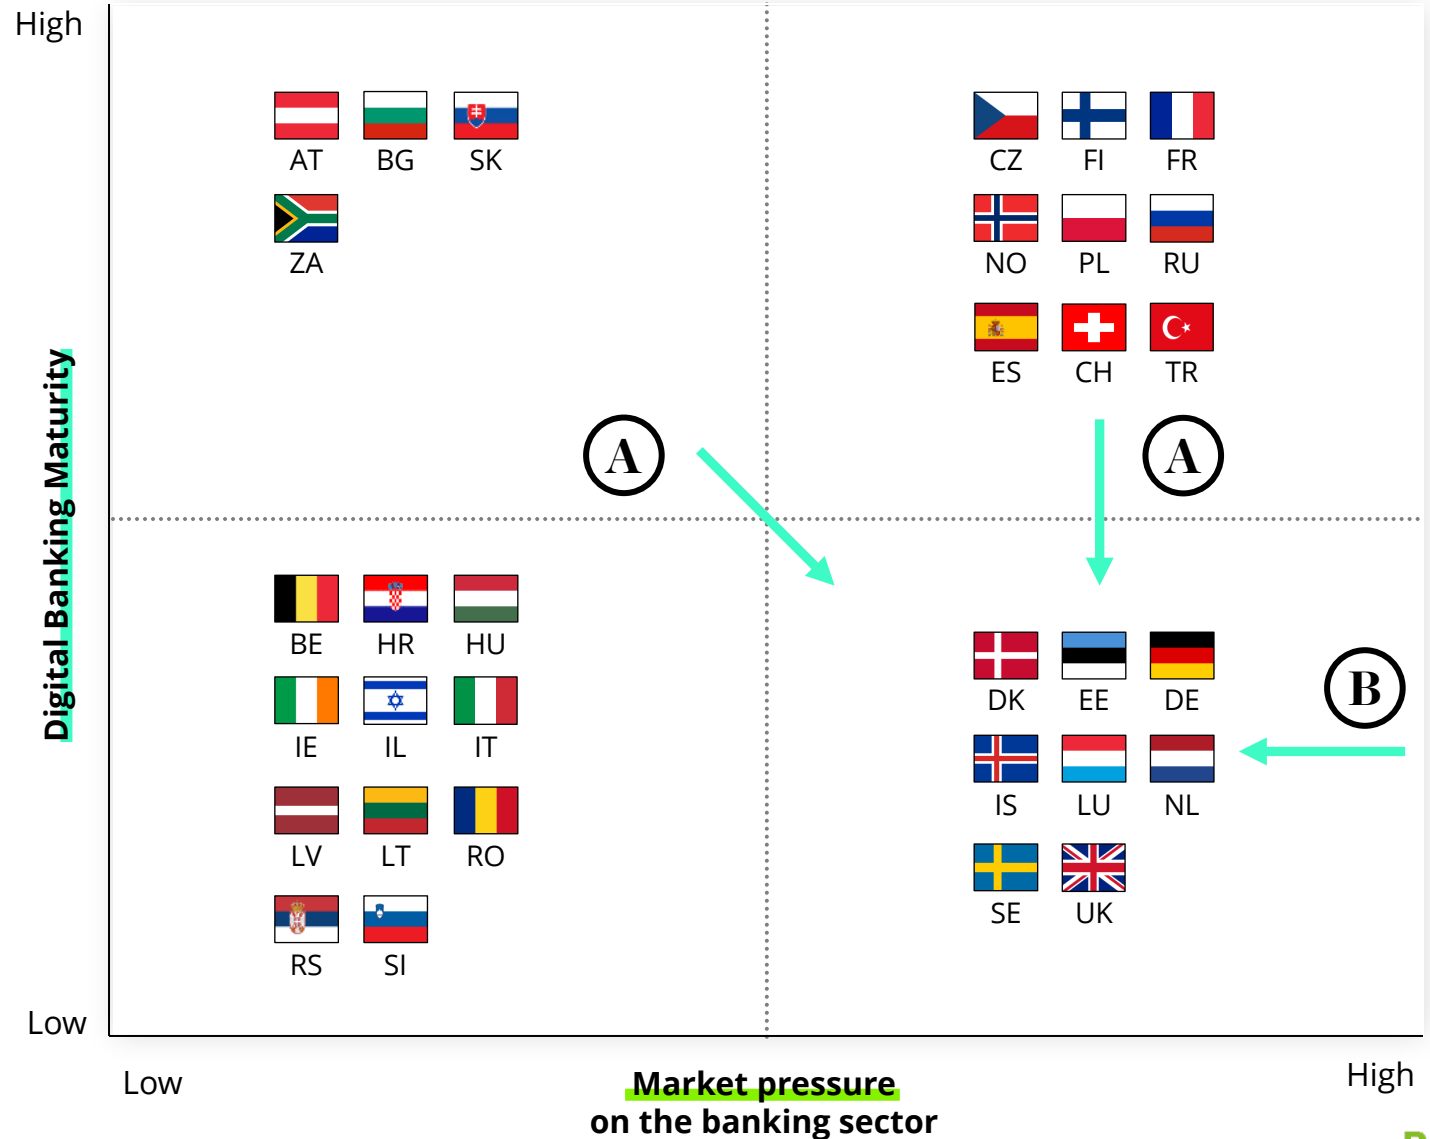 High
AT BG SK
CZ FI FR
ZA
NO PL RU
ES CH TR
A
A
Digital Banking Maturity
BE HR HU
DK EE DE
B
IE IL IT
IS LU NL
LV LT RO
SE UK
RS SI
Low
Low
High
Market pressure
on the banking sector